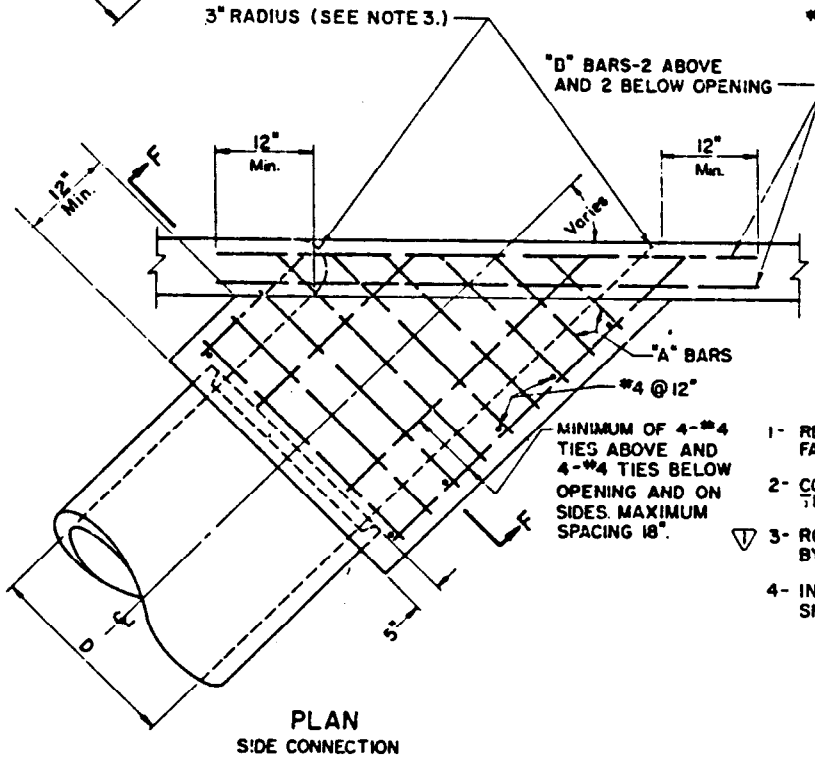 3" RADIUS (SEE NOTE 3.)
"D" BARS-2 ABOVE
AND 2 BELOW OPENING
12"
Min.
F
12"
Min.
12"
Min.
Varies
"A" BARS
#4 @ 12"
MINIMUM OF 4-#4
TIES ABOVE AND
4-#4 TIES BELOW
OPENING AND ON
SIDES. MAXIMUM
SPACING 18".
F
1-
2-
1
3-
BY
4-
5"
D
PLAN
SIDE CONNECTION